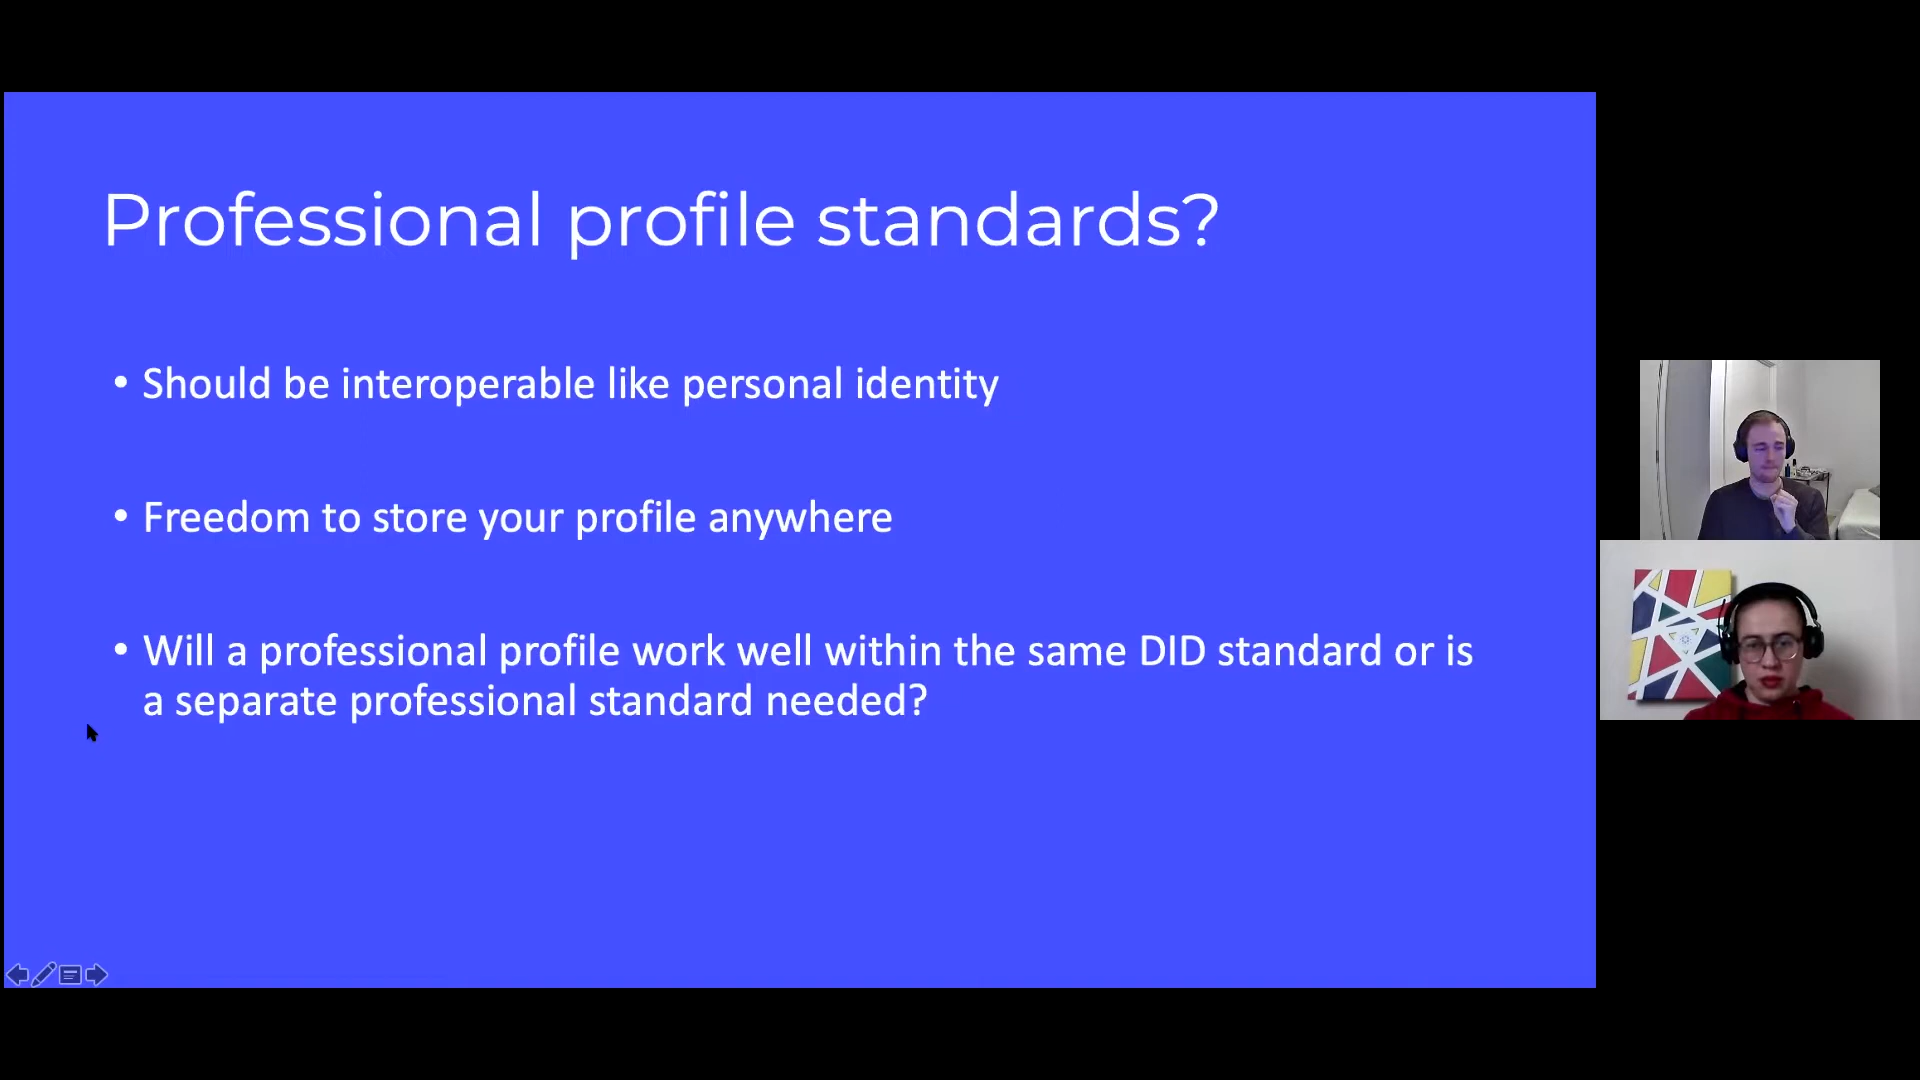 Professional profile standards?
• Should be interoperable like personal identity
• Freedom to store your profile anywhere
• Will a professional profile work well within the same DID standard or is
a separate professional standard needed?